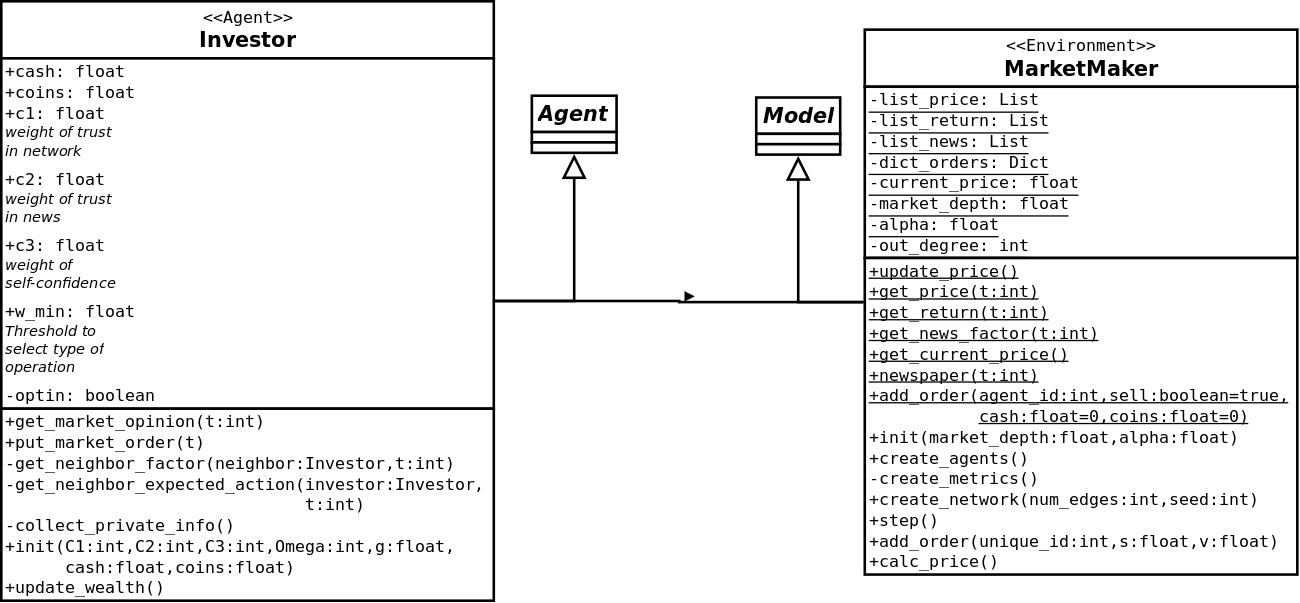 <<Agent>>
Investor
+cash: float
+coins: float
+c1: float
weight of trust
in network
+c2: float
weight of trust
in news
+c3: float
weight of
self-confidence
+w_min: float
Threshold to
select type of
operation
-optin: boolean
+get_market_opinion(t:int)
+put_market_order(t)
-get_neighbor_factor(neighbor:Investor,t:int)
-get_neighbor_expected_action(investor:Investor,
t:int)
-collect_private_info()
+init(C1:int,C2:int,C3:int,Omega:int,g:float,
cash:float,coins:float)
+update_wealth()
Agent
Model
<<Environment>>
MarketMaker
-list_price: List
-list_return: List
-list_news: List
-dict_orders: Dict
-current_price: float
-market_depth: float
-alpha: float
-out_degree: int
+update_price()
+get_price(t:int)
+get_return(t:int)
+get_news_factor(t:int)
+get_current_price()
+newspaper(t:int)
+add_order(agent_id:int,sell:boolean=true,
cash:float=0,coins:float=0)
+init(market_depth:float,alpha:float)
+create_agents()
-create_metrics()
+create_network(num_edges:int,seed:int)
+step()
+add_order(unique_id:int,s:float,v:float)
+calc_price()